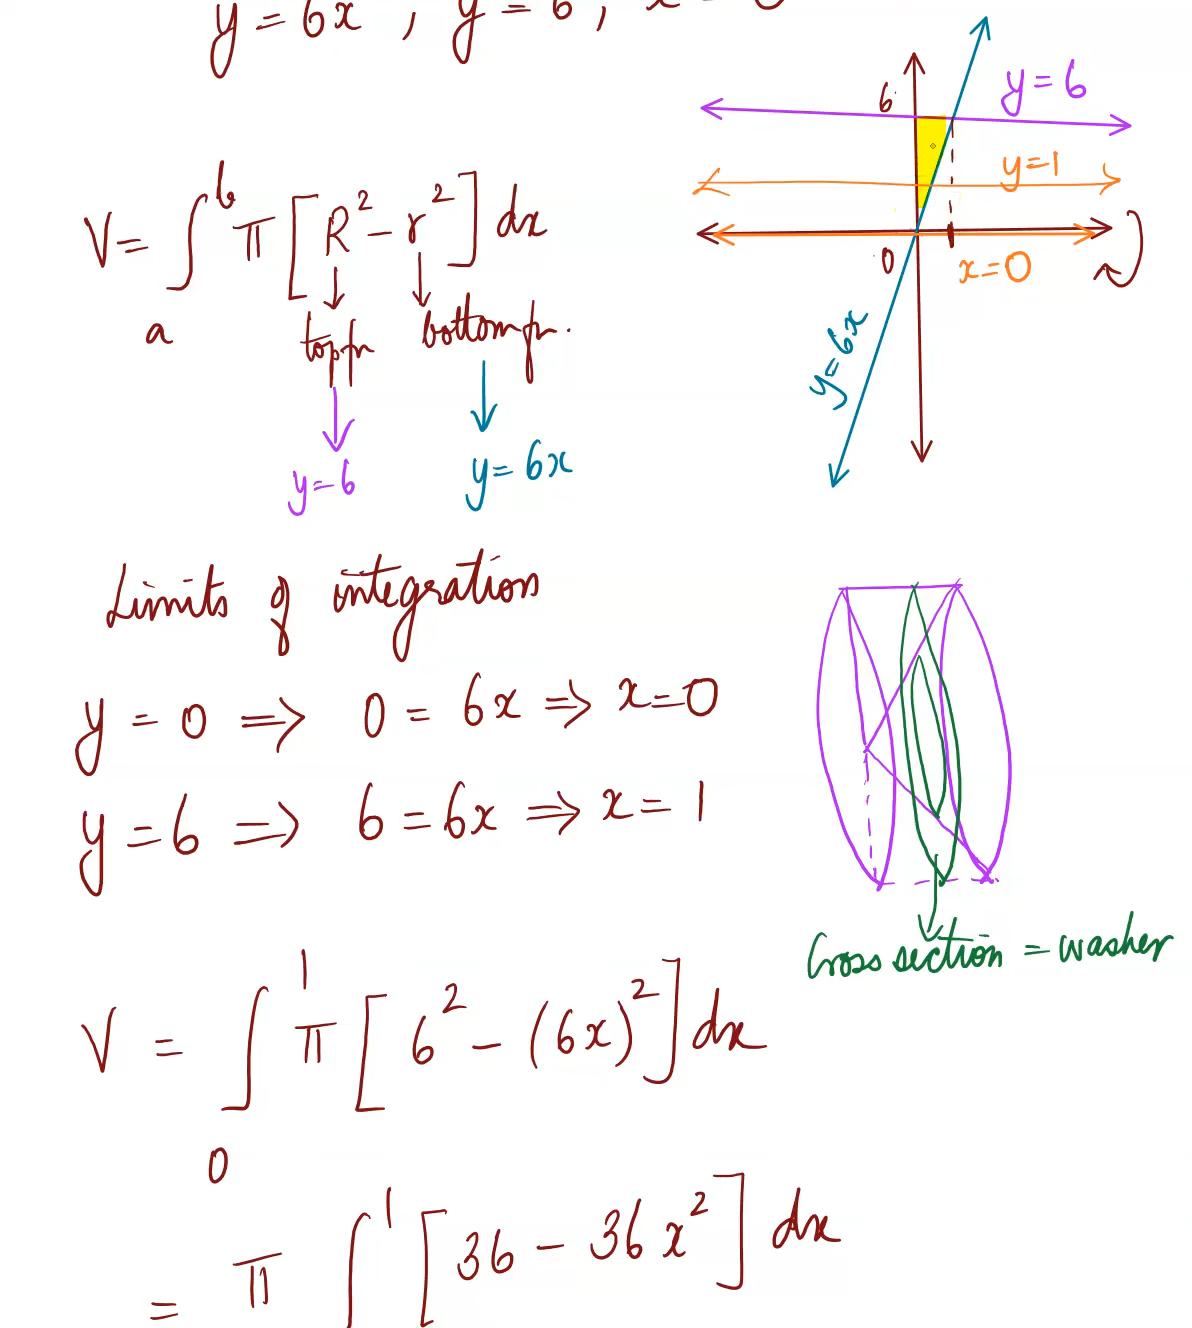 y = 6x , y = 6 , x = 0
6
y = 6
y = 1
0
x = 0
y = 6x
V = ∫ₐᵇ π [R² − r²] dx
top fn
bottom fn.
y = 6
y = 6x
Limits of integration
y = 0 ⟹ 0 = 6x ⟹ x = 0
y = 6 ⟹ 6 = 6x ⟹ x = 1
Cross section = washer
V = ∫₀¹ π [6² − (6x)²] dx
= π ∫¹ [36 − 36x²] dx